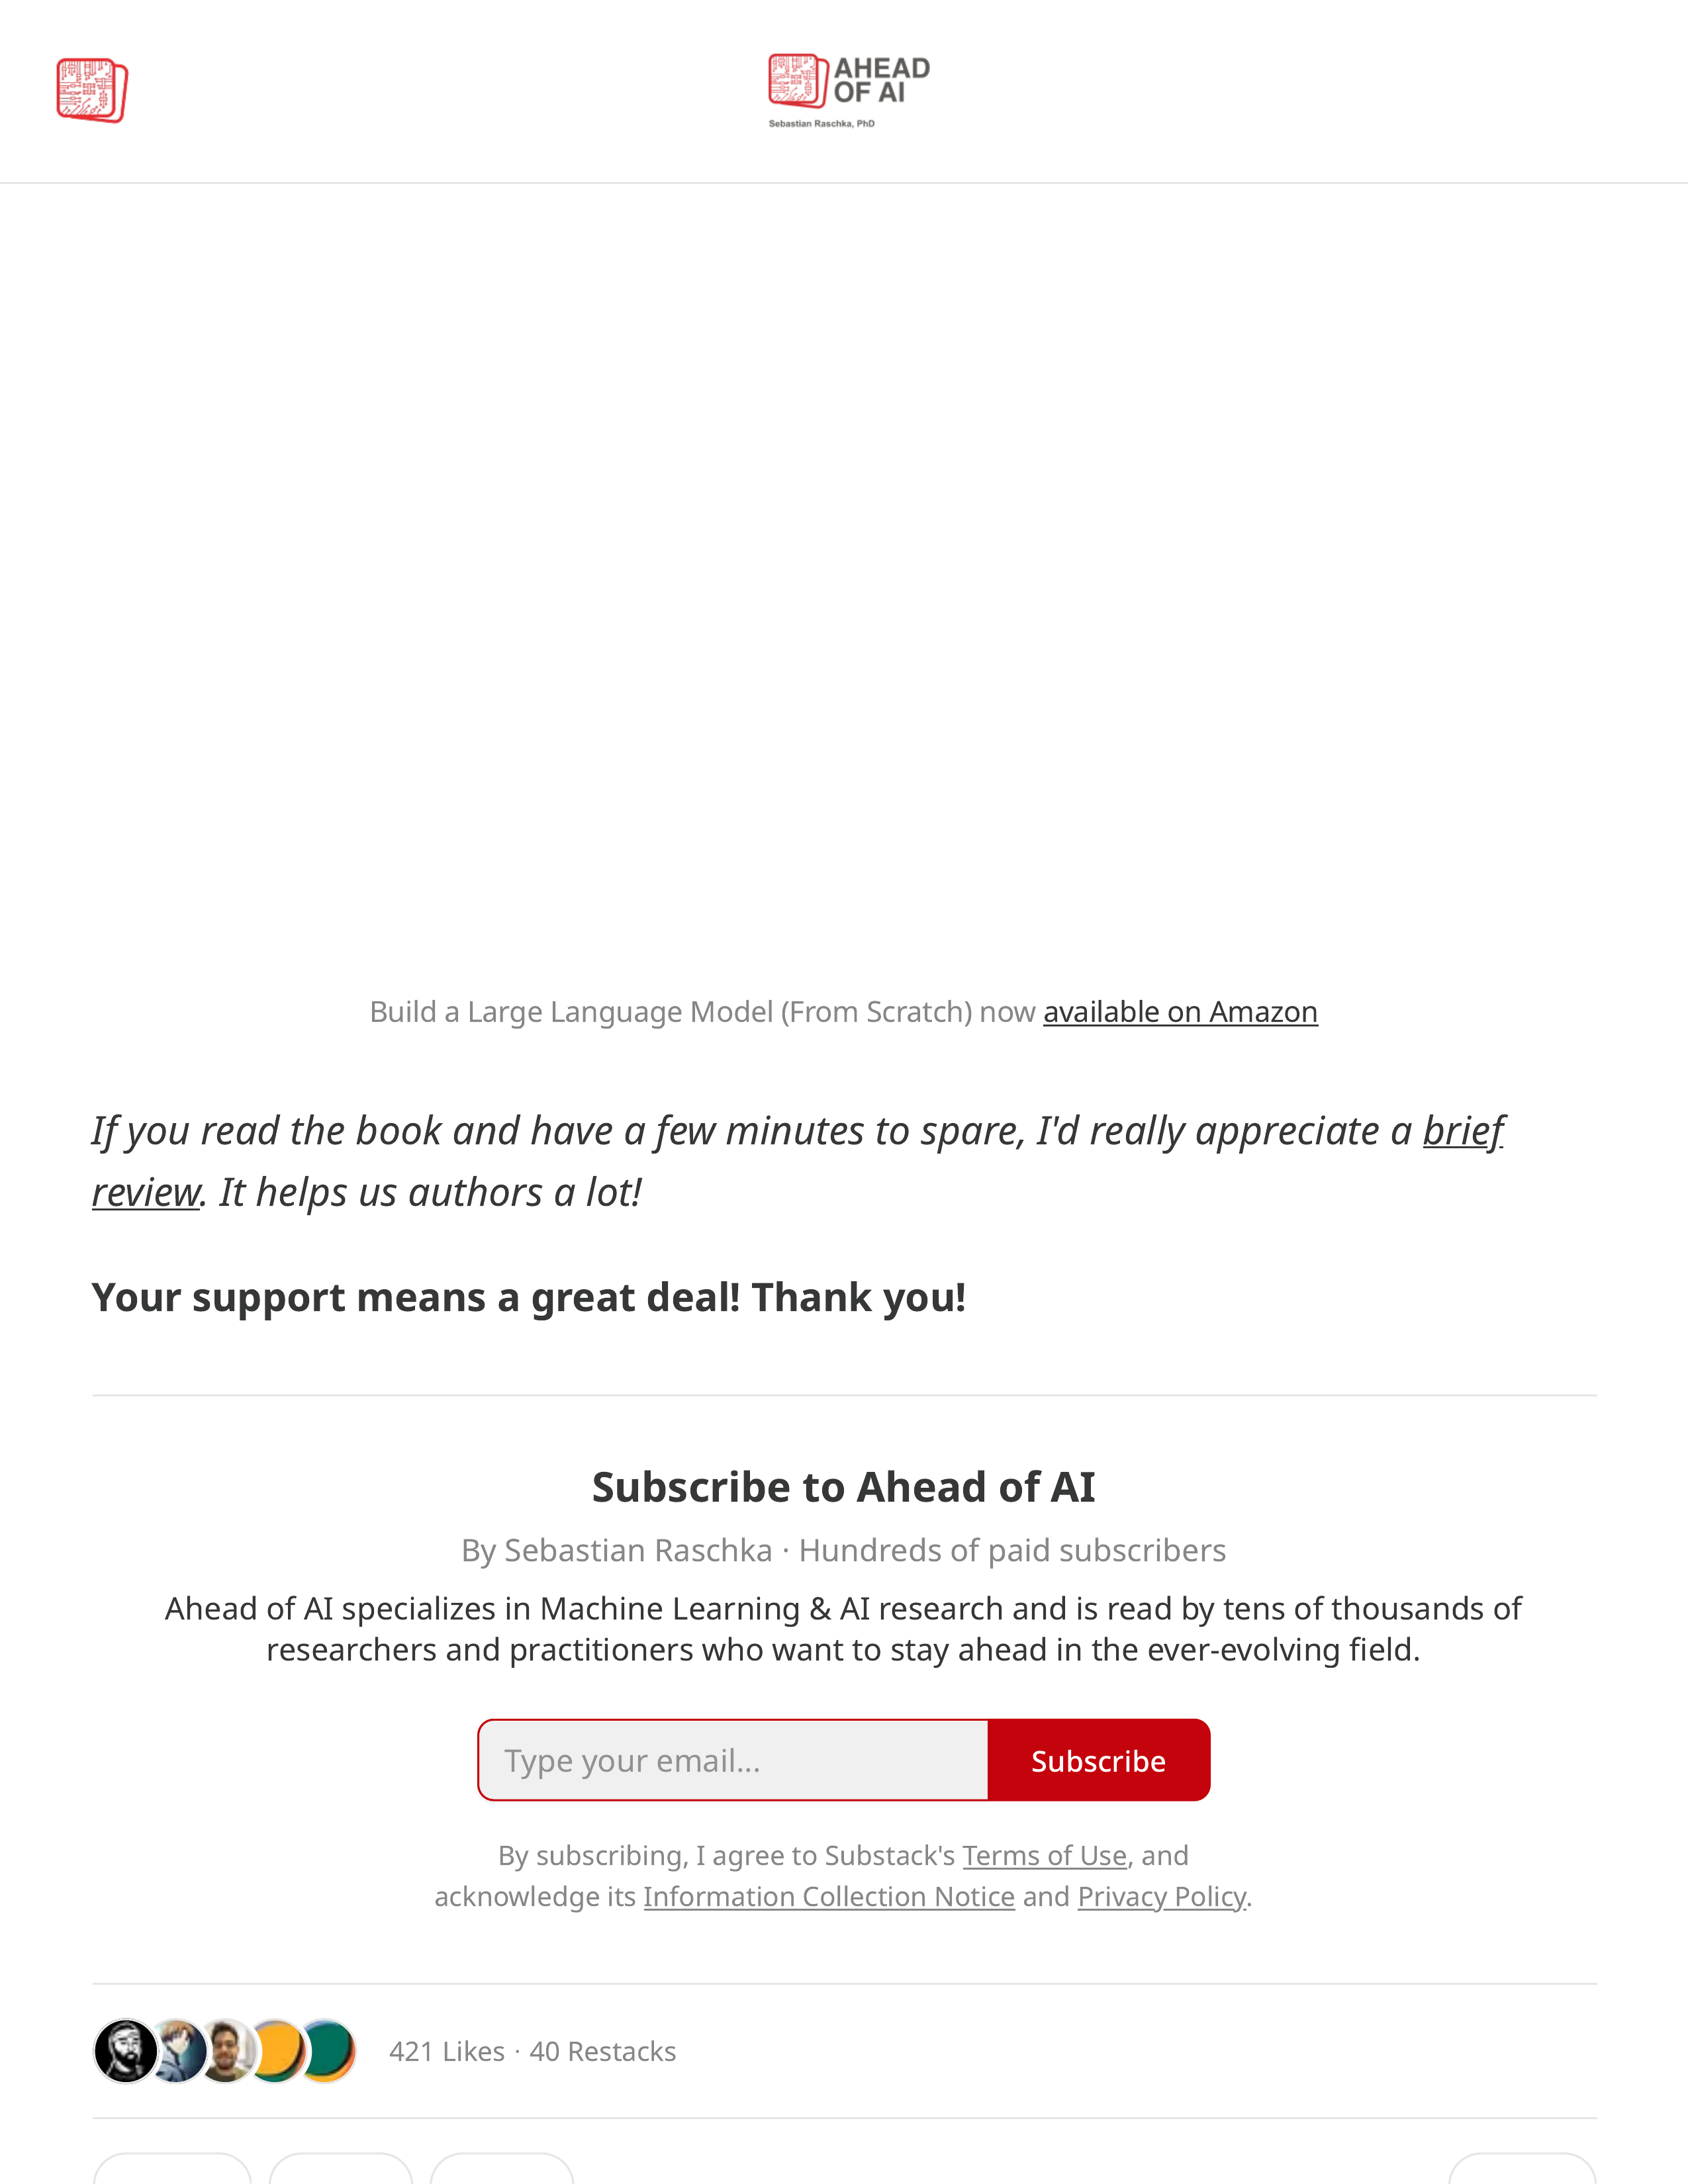 AHEAD
OF AI
Sebastian Raschka, PhD
Build a Large Language Model (From Scratch) now available on Amazon
If you read the book and have a few minutes to spare, I'd really appreciate a brief
review. It helps us authors a lot!
Your support means a great deal! Thank you!
Subscribe to Ahead of AI
By Sebastian Raschka · Hundreds of paid subscribers
Ahead of AI specializes in Machine Learning & AI research and is read by tens of thousands of
researchers and practitioners who want to stay ahead in the ever-evolving field.
Type your email...
Subscribe
By subscribing, I agree to Substack's Terms of Use, and
acknowledge its Information Collection Notice and Privacy Policy.
421 Likes · 40 Restacks